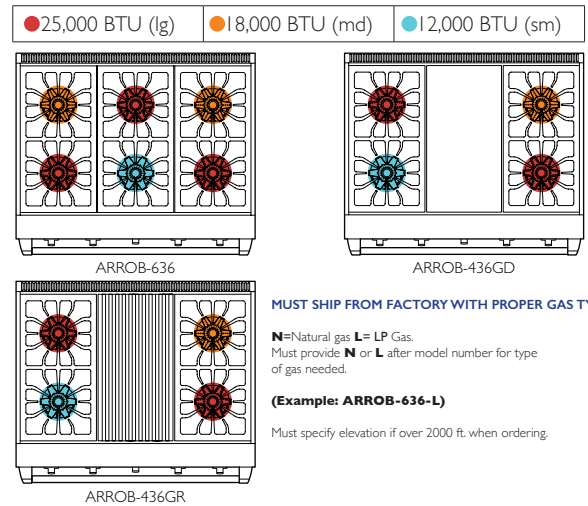 25,000 BTU (lg) 18,000 BTU (md) 12,000 BTU (sm)
ARROB-636
ARROB-436GD
MUST SHIP FROM FACTORY WITH PROPER GAS TY
N=Natural gas L= LP Gas.
Must provide N or L after model number for type
of gas needed.
(Example: ARROB-636-L)
Must specify elevation if over 2000 ft. when ordering.
ARROB-436GR